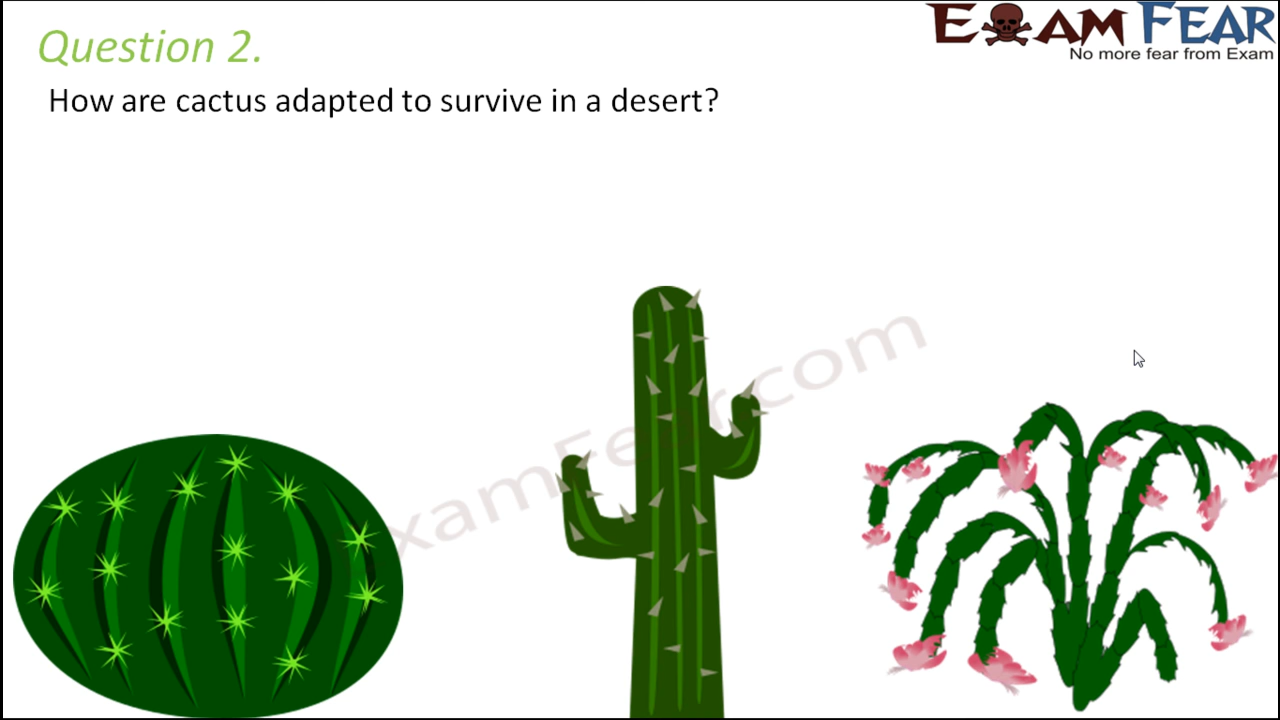 Question 2.
EXAM FEAR
No more fear from Exam
How are cactus adapted to survive in a desert?
examFear.com